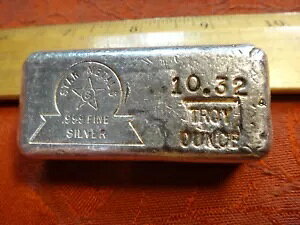 STAR METALS
S
.999 FINE
SILVER
10.32
TROY
OUNCE